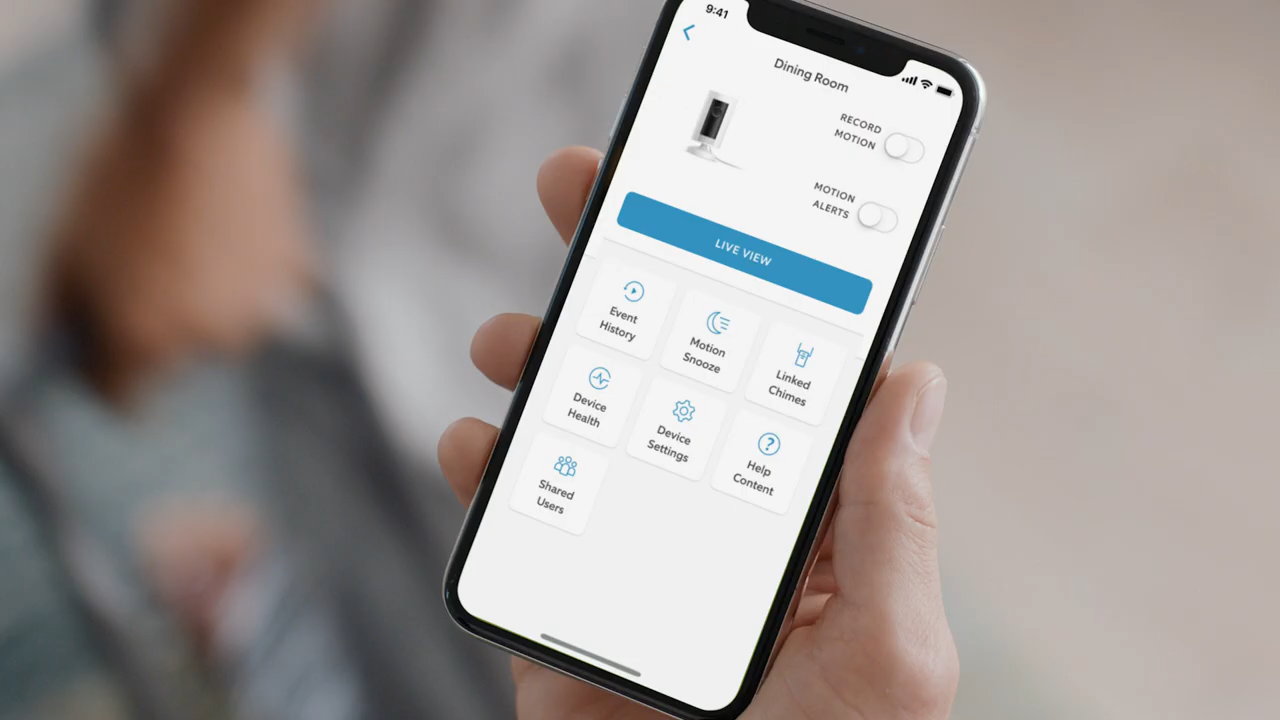 9:41
Dining Room
RECORD
MOTION
MOTION
ALERTS
LIVE VIEW
Event
History
Motion
Snooze
Linked
Chimes
Device
Health
Device
Settings
Help
Content
Shared
Users